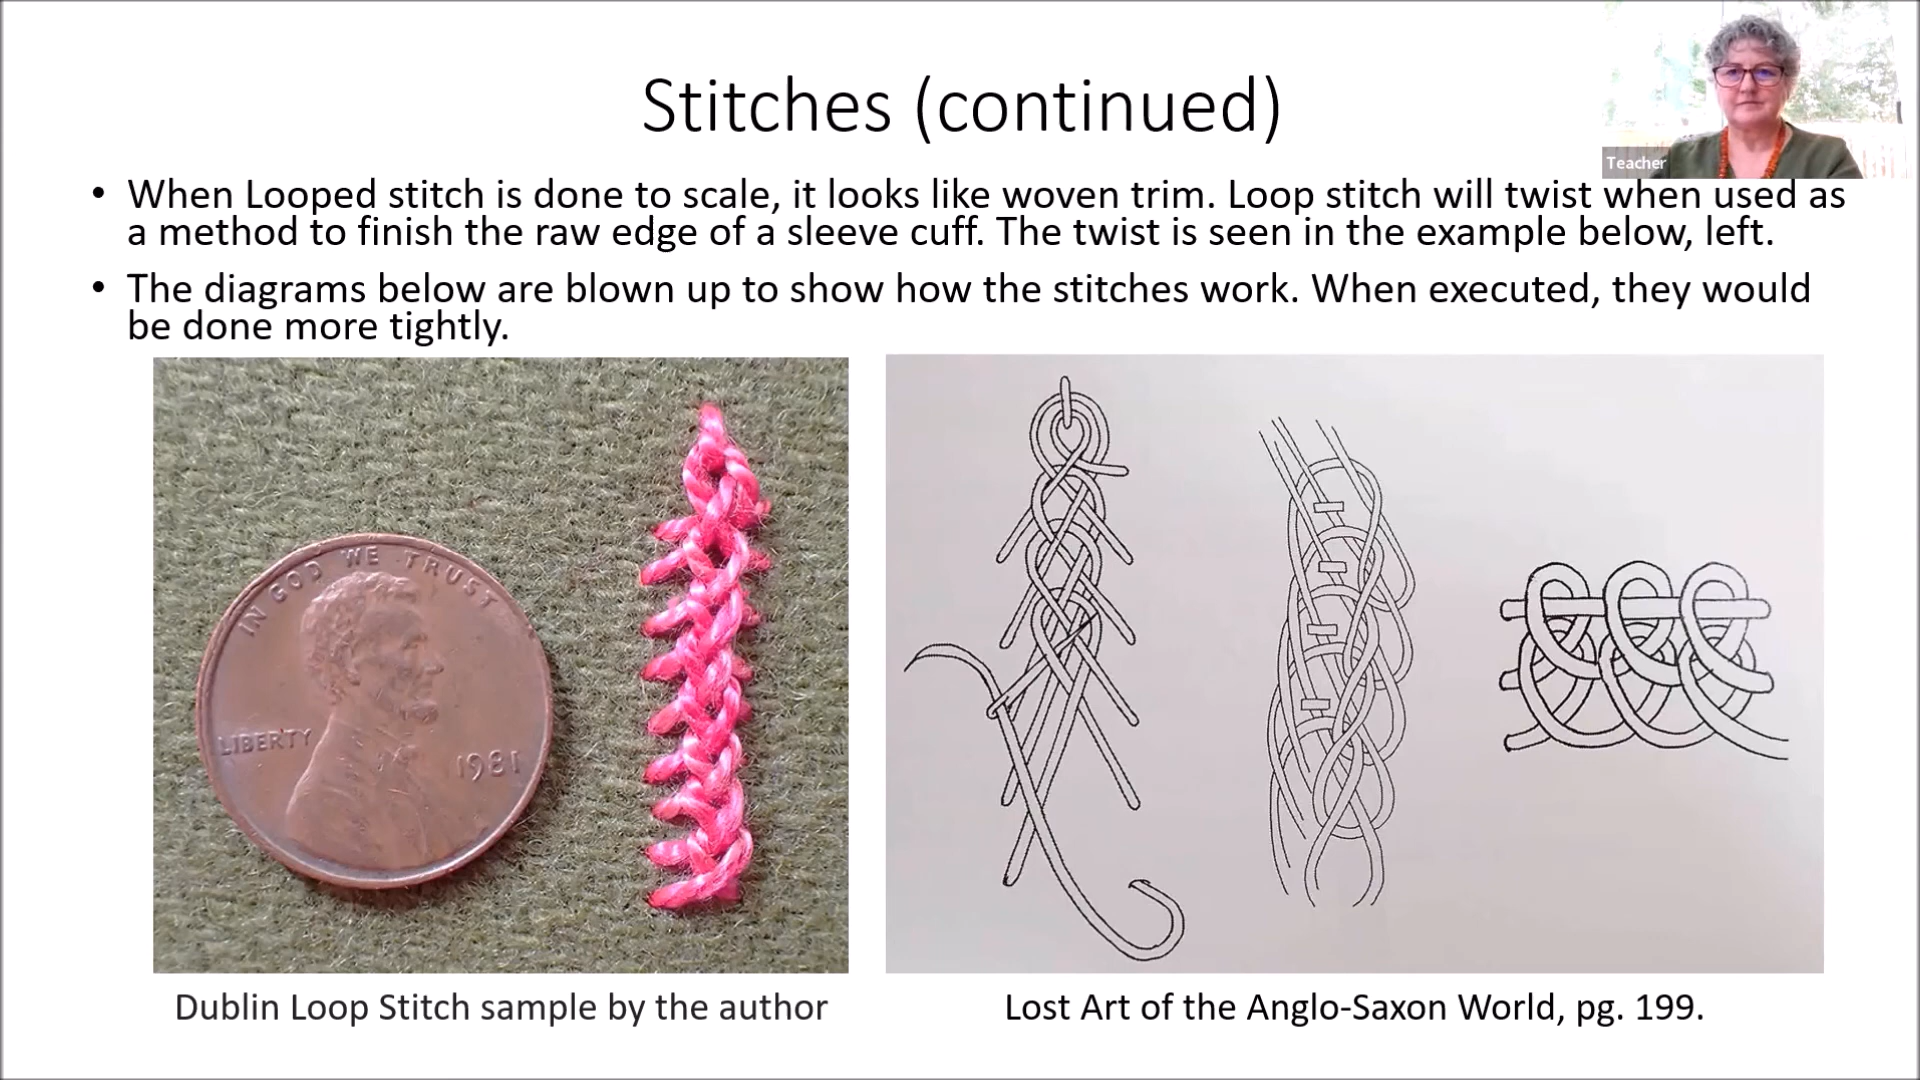 Stitches (continued)
Teacher
• When Looped stitch is done to scale, it looks like woven trim. Loop stitch will twist when used as
a method to finish the raw edge of a sleeve cuff. The twist is seen in the example below, left.
• The diagrams below are blown up to show how the stitches work. When executed, they would
be done more tightly.
IN GOD WE TRUST
LIBERTY
1981
Dublin Loop Stitch sample by the author
Lost Art of the Anglo-Saxon World, pg. 199.